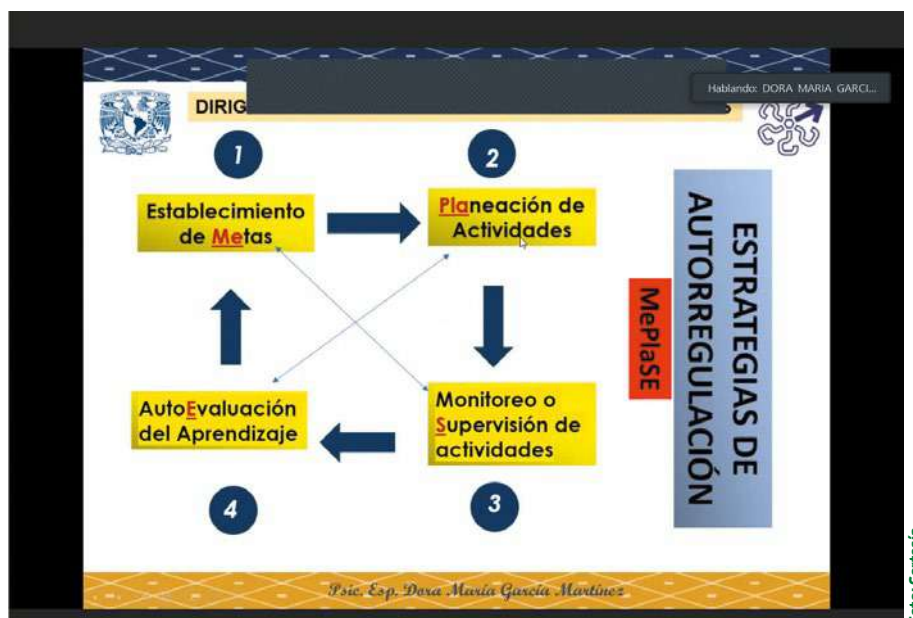 Hablando: DORA MARIA GARCI...
DIRIG
1
2
Establecimiento
de Metas
Planeación de
Actividades
ESTRATEGIAS DE
AUTORREGULACIÓN
MePlaSE
AutoEvaluación
del Aprendizaje
Monitoreo o
Supervisión de
actividades
4
3
Psic. Esp. Dora María García Martínez